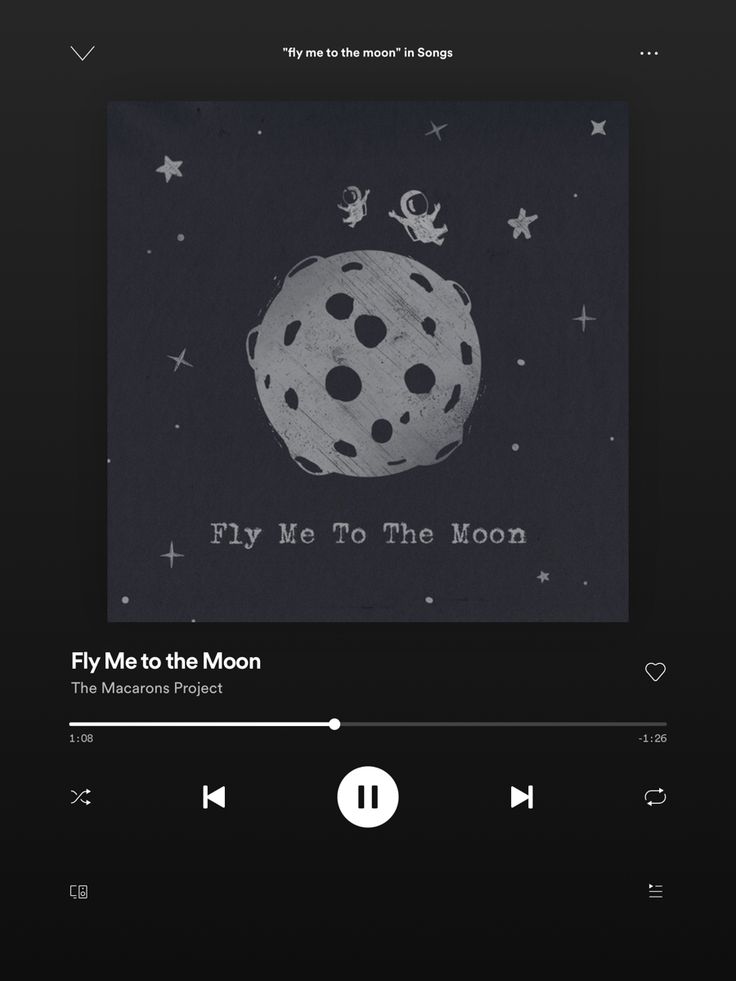 "fly me to the moon" in Songs
Fly Me To The Moon
Fly Me to the Moon
The Macarons Project
1:08
-1:26